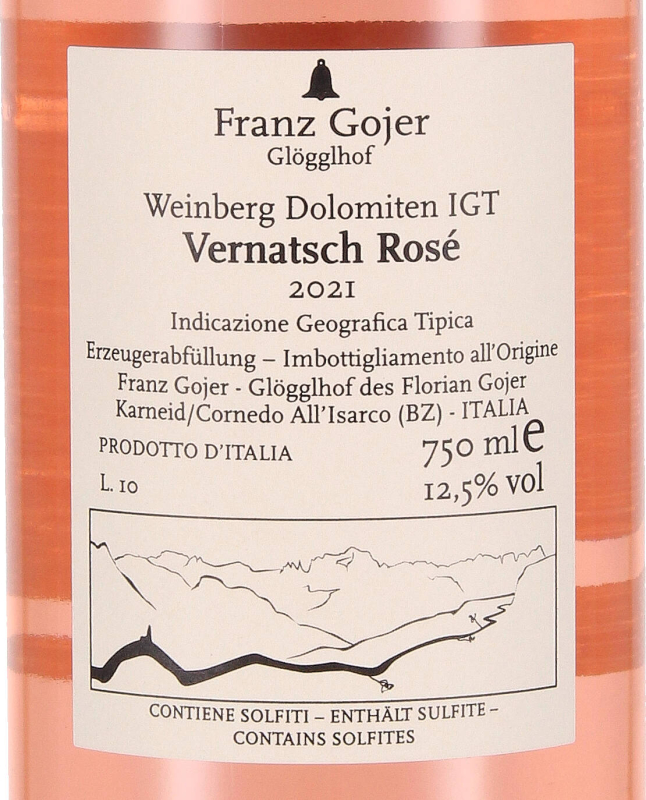 Franz Gojer
Glögglhof
Weinberg Dolomiten IGT
Vernatsch Rosé
2021
Indicazione Geografica Tipica
Erzeugerabfüllung – Imbottigliamento all'Origine
Franz Gojer - Glögglhof des Florian Gojer
Karneid/Cornedo All'Isarco (BZ) - ITALIA
PRODOTTO D'ITALIA 750 ml e
L. 10 12,5% vol
CONTIENE SOLFITI – ENTHÄLT SULFITE –
CONTAINS SOLFITES